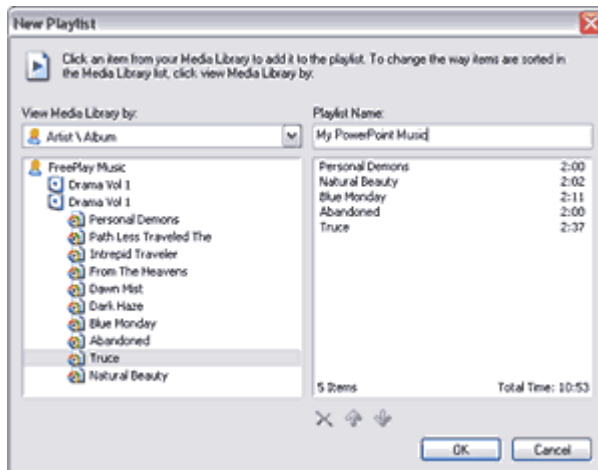 New Playlist
Click an item from your Media Library to add it to the playlist. To change the way items are sorted in
the Media Library list, click view Media Library by.
View Media Library by:
Playlist Name:
Artist \ Album
My PowerPoint Music
FreePlay Music
Drama Vol 1
Drama Vol 1
Personal Demons
Path Less Traveled The
Intrepid Traveler
From The Heavens
Dawn Mist
Dark Haze
Blue Monday
Abandoned
Truce
Natural Beauty
Personal Demons 2:00
Natural Beauty 2:02
Blue Monday 2:11
Abandoned 2:00
Truce 2:37
5 Items Total Time: 10:53
OK Cancel